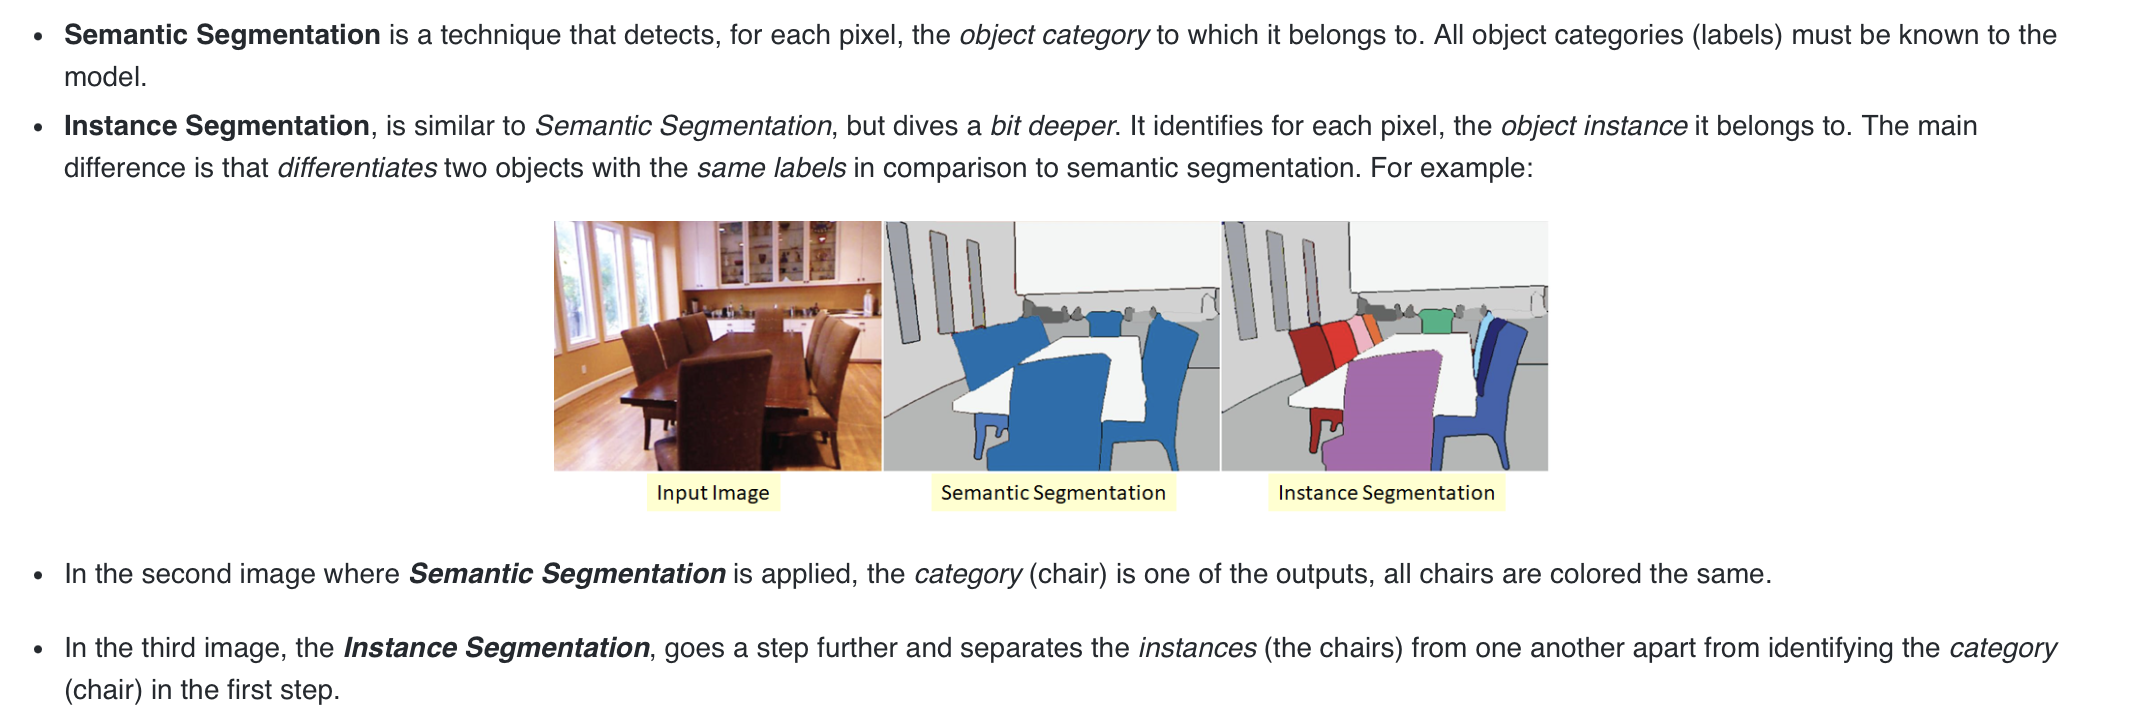 Semantic Segmentation is a technique that detects, for each pixel, the object category to which it belongs to. All object categories (labels) must be known to the
model.
Instance Segmentation, is similar to Semantic Segmentation, but dives a bit deeper. It identifies for each pixel, the object instance it belongs to. The main
difference is that differentiates two objects with the same labels in comparison to semantic segmentation. For example:
Input Image
Semantic Segmentation
Instance Segmentation
In the second image where Semantic Segmentation is applied, the category (chair) is one of the outputs, all chairs are colored the same.
In the third image, the Instance Segmentation, goes a step further and separates the instances (the chairs) from one another apart from identifying the category
(chair) in the first step.